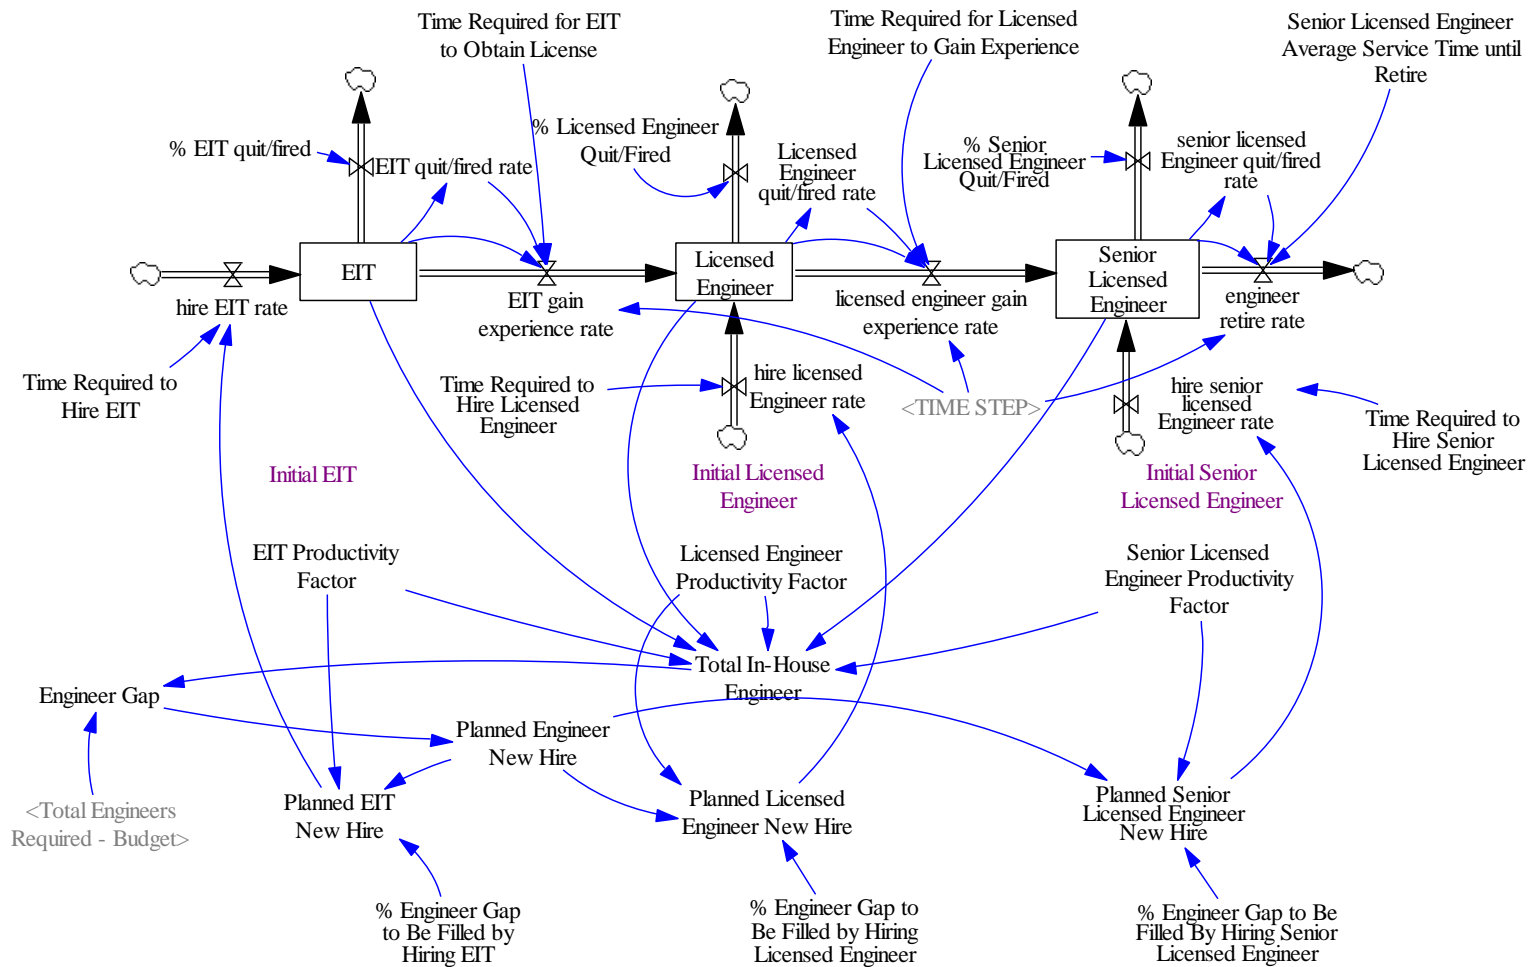 Time Required for EIT
to Obtain License
Time Required for Licensed
Engineer to Gain Experience
Senior Licensed Engineer
Average Service Time until
Retire
% EIT quit/fired
EIT quit/fired rate
% Licensed Engineer
Quit/Fired
Licensed
Engineer
quit/fired rate
% Senior
Licensed Engineer
Quit/Fired
senior licensed
Engineer quit/fired
rate
EIT
Licensed
Engineer
Senior
Licensed
Engineer
hire EIT rate
EIT gain
experience rate
licensed engineer gain
experience rate
engineer
retire rate
Time Required to
Hire EIT
Time Required to
Hire Licensed
Engineer
hire licensed
Engineer rate
<TIME STEP>
hire senior
licensed
Engineer rate
Time Required to
Hire Senior
Licensed Engineer
Initial EIT
Initial Licensed
Engineer
Initial Senior
Licensed Engineer
EIT Productivity
Factor
Licensed Engineer
Productivity Factor
Senior Licensed
Engineer Productivity
Factor
Total In-House
Engineer
Engineer Gap
Planned Engineer
New Hire
<Total Engineers
Required - Budget>
Planned EIT
New Hire
Planned Licensed
Engineer New Hire
Planned Senior
Licensed Engineer
New Hire
% Engineer Gap
to Be Filled by
Hiring EIT
% Engineer Gap to
Be Filled by Hiring
Licensed Engineer
% Engineer Gap to Be
Filled By Hiring Senior
Licensed Engineer